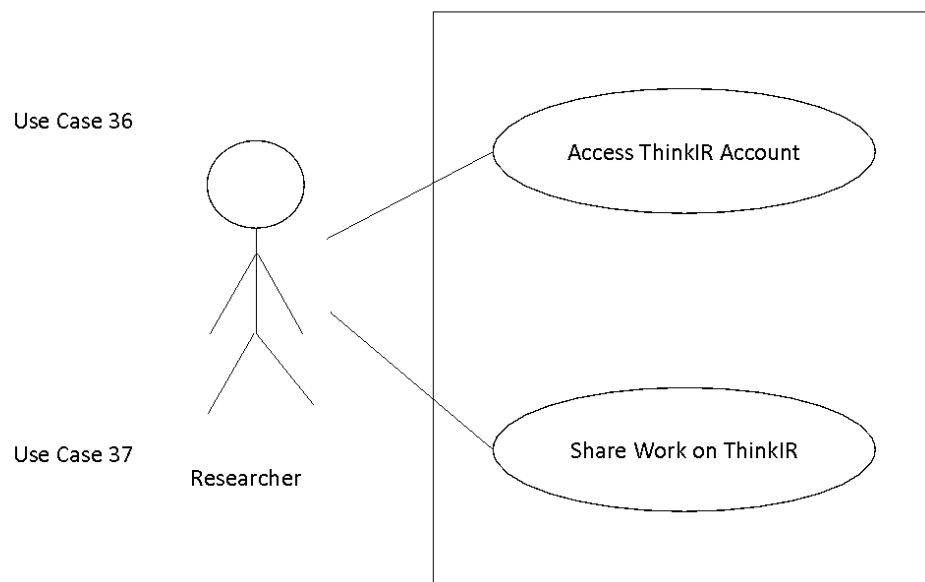 Use Case 36
Access ThinkIR Account
Use Case 37
Researcher
Share Work on ThinkIR